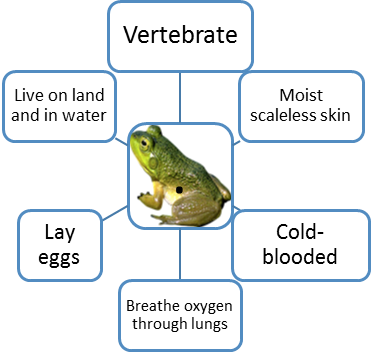 Vertebrate
Live on land
and in water
Moist
scaleless skin
Lay
eggs
Cold-
blooded
Breathe oxygen
through lungs